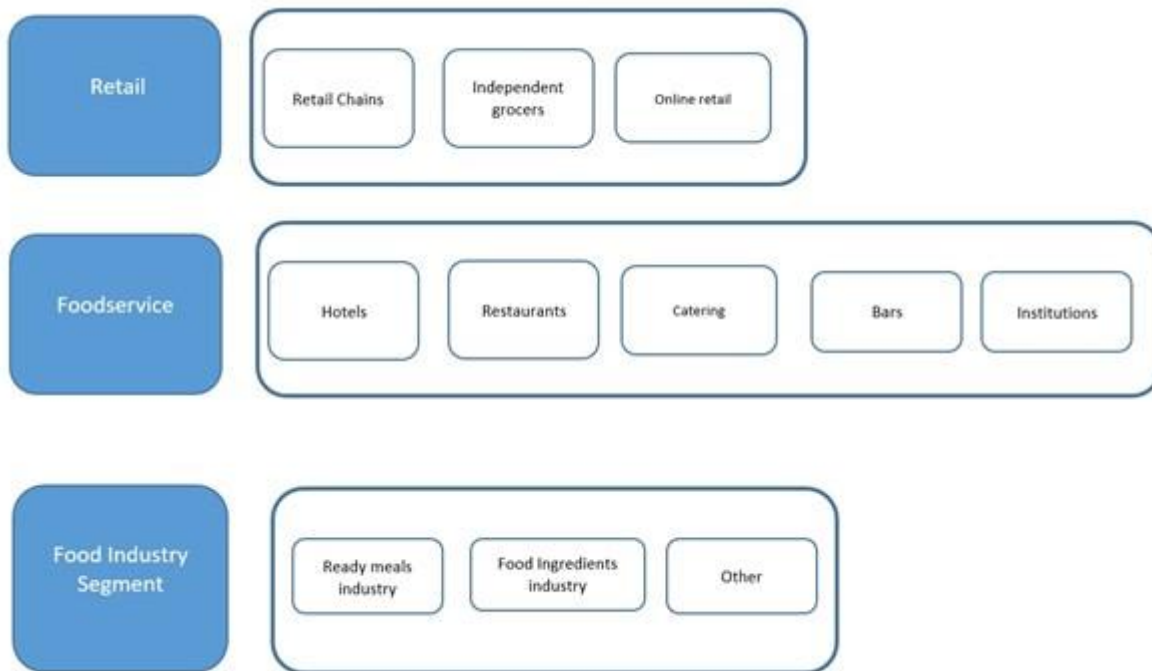 Retail
Retail Chains
Independent
grocers
Online retail
Foodservice
Hotels
Restaurants
Catering
Bars
Institutions
Food Industry
Segment
Ready meals
industry
Food Ingredients
industry
Other